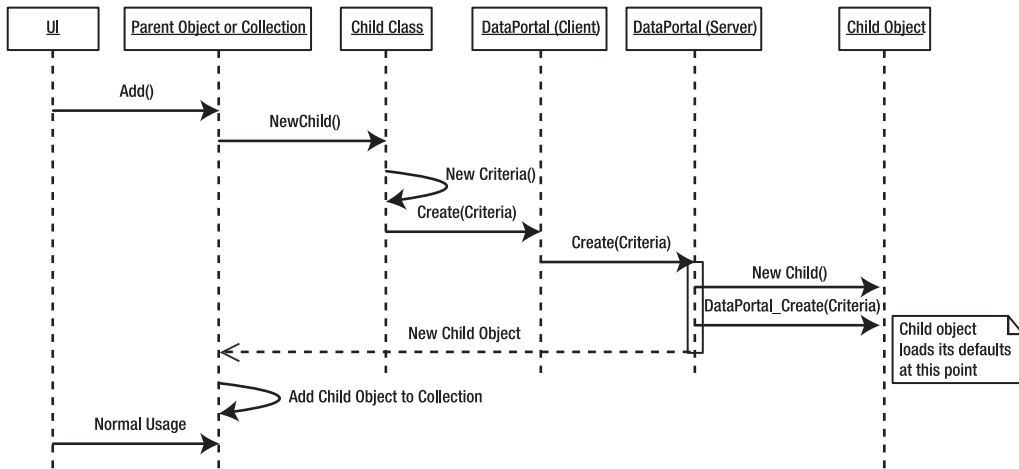 UI
Parent Object or Collection
Child Class
DataPortal (Client)
DataPortal (Server)
Child Object
Add()
NewChild()
New Criteria()
Create(Criteria)
Create(Criteria)
New Child()
DataPortal_Create(Criteria)
New Child Object
Child object
loads its defaults
at this point
Add Child Object to Collection
Normal Usage